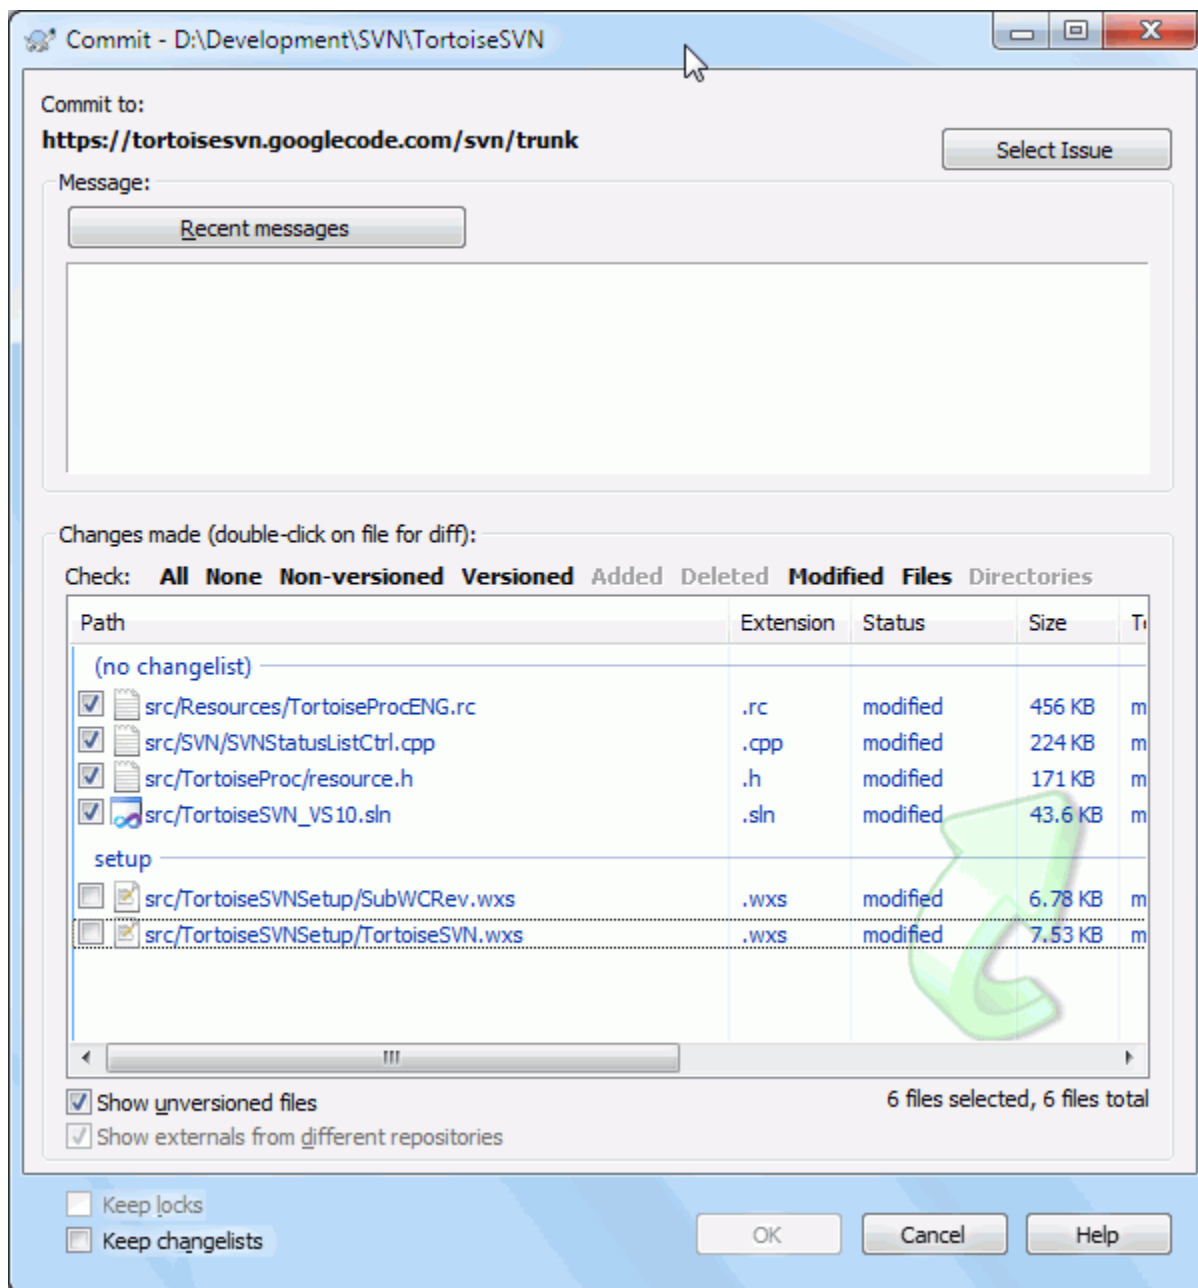 Commit - D:\Development\SVN\TortoiseSVN
Commit to:
https://tortoisesvn.googlecode.com/svn/trunk
Select Issue
Message:
Recent messages
Changes made (double-click on file for diff):
Check: All None Non-versioned Versioned Added Deleted Modified Files Directories
Path Extension Status Size
(no changelist)
src/Resources/TortoiseProcENG.rc .rc modified 456 KB m
src/SVN/SVNStatusListCtrl.cpp .cpp modified 224 KB m
src/TortoiseProc/resource.h .h modified 171 KB m
src/TortoiseSVN_VS10.sln .sln modified 43.6 KB m
setup
src/TortoiseSVNSetup/SubWCRev.wxs .wxs modified 6.78 KB m
src/TortoiseSVNSetup/TortoiseSVN.wxs .wxs modified 7.53 KB m
Show unversioned files
6 files selected, 6 files total
Show externals from different repositories
Keep locks
Keep changelists
OK Cancel Help